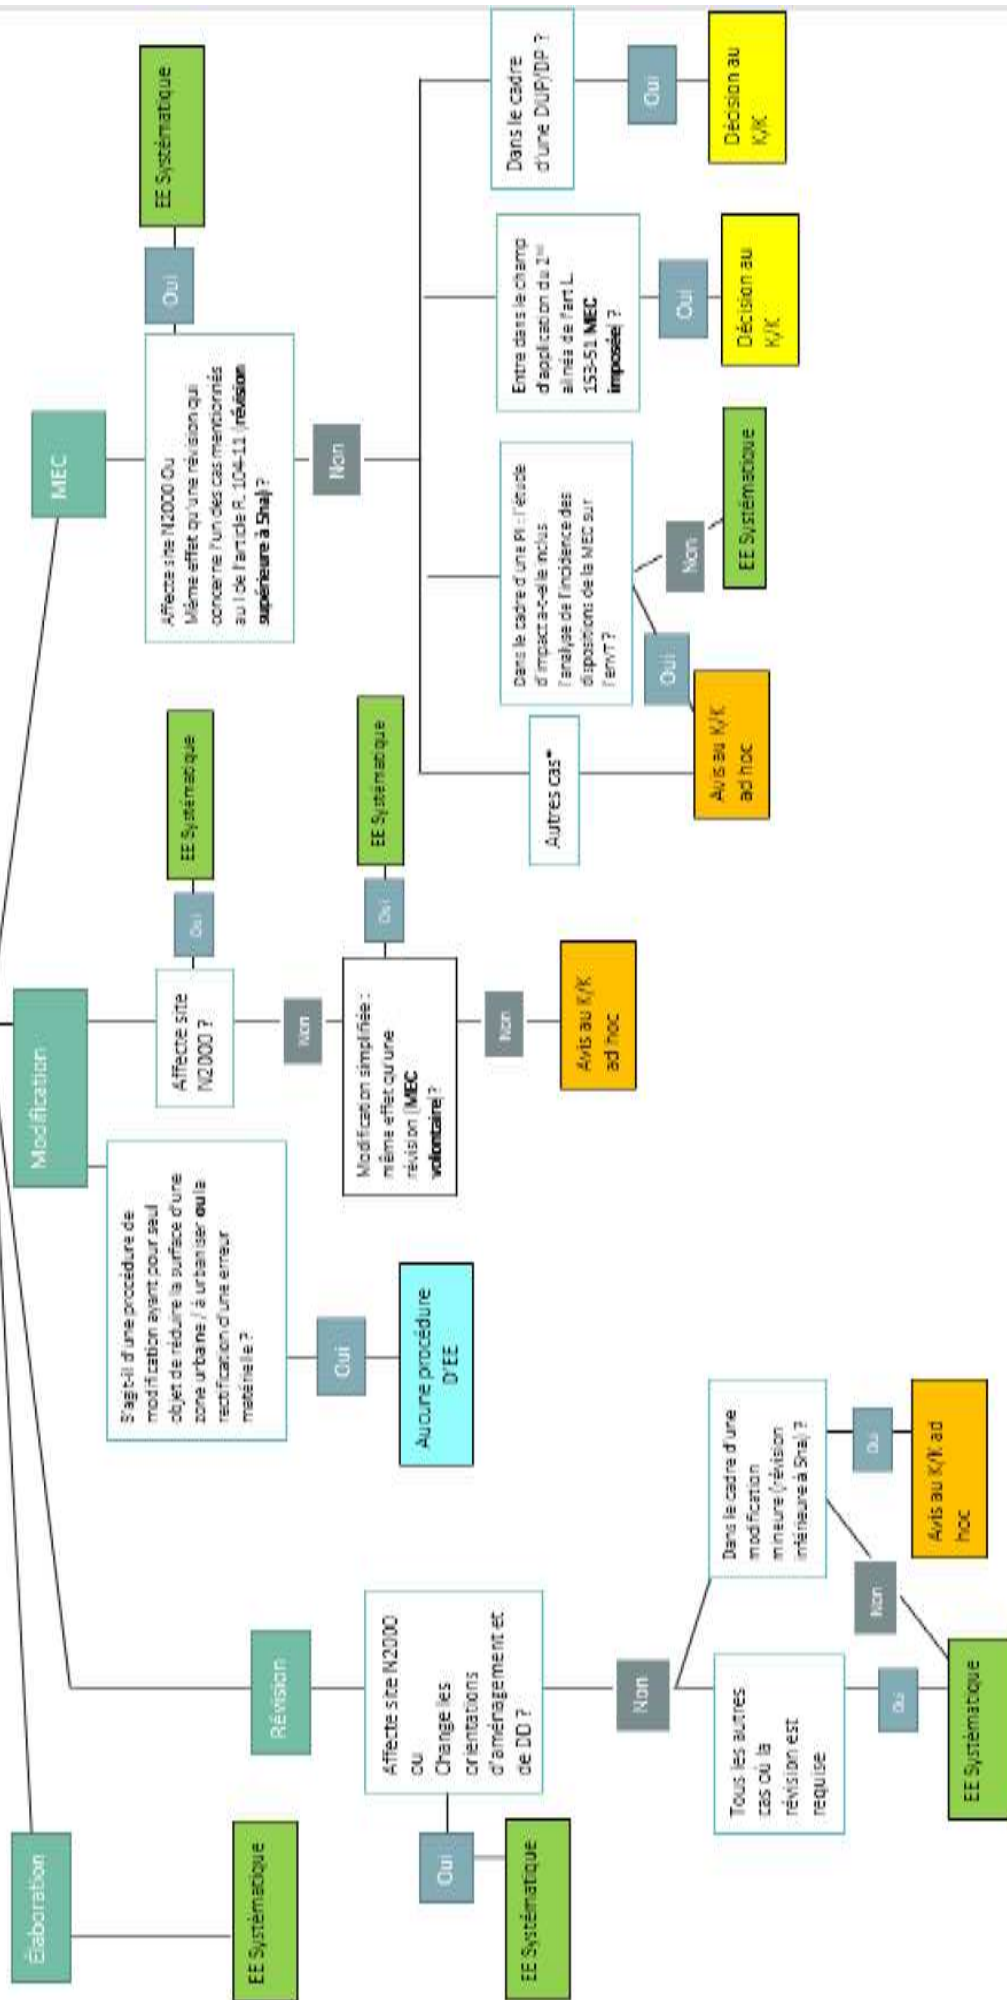 Élaboration
EE Systématique
Révision
Affecte site N2000
ou
Change les
orientations
d'aménagement et
de DD ?
Oui
EE Systématique
Non
Tous les autres
cas où la
révision est
requise
Oui
EE Systématique
Dans le cadre d'une
modification
mineure (révision
inférieure à 5ha) ?
Non
Oui
Avis au K/K ad
hoc
Modification
S'agit-il d'une procédure de
modification ayant pour seul
objet de réduire la surface d'une
zone urbaine / à urbaniser ou la
rectification d'une erreur
matérielle ?
Oui
Aucune procédure
D'EE
Affecte site
N2000 ?
Oui
EE Systématique
Non
Modification simplifiée :
même effet qu'une
révision (MEC
volontaire) ?
Oui
EE Systématique
Non
Avis au K/K
ad hoc
MEC
Affecte site N2000 Ou
Même effet qu'une révision qui
concerne l'un des cas mentionnés
au I de l'article R. 104-11 (révision
supérieure à 5ha) ?
Oui
EE Systématique
Non
Autres cas*
Avis au K/K
ad hoc
Dans le cadre d'une PI : l'étude
d'impact a-t-elle inclus
l'analyse de l'incidence des
dispositions de la MEC sur
l'envT ?
Oui
Non
EE Systématique
Entre dans le champ
d'application du 2nd
alinéa de l'art L.
153-51 MEC
imposée) ?
Oui
Décision au
K/K
Dans le cadre
d'une DUP/DP ?
Oui
Décision au
K/K